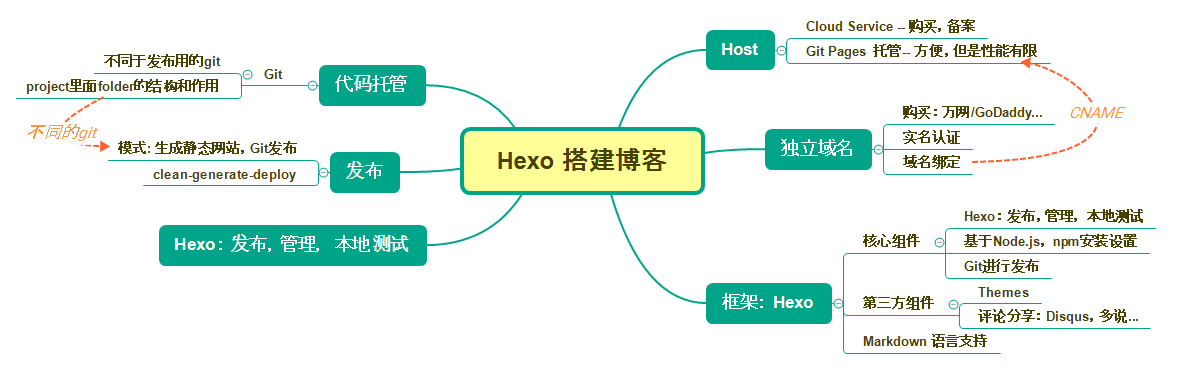 Hexo 搭建博客
Host
Cloud Service -- 购买, 备案
Git Pages 托管-- 方便, 但是性能有限
独立域名
购买：万网/GoDaddy...
实名认证
域名绑定
CNAME
框架: Hexo
核心组件
Hexo：发布, 管理, 本地测试
基于Node.js, npm安装设置
Git进行发布
第三方组件
Themes
评论分享：Disqus, 多说...
Markdown 语言支持
代码托管
Git
不同于发布用的git
project里面folder的结构和作用
不同的git
发布
模式: 生成静态网站, Git发布
clean-generate-deploy
Hexo：发布, 管理, 本地测试